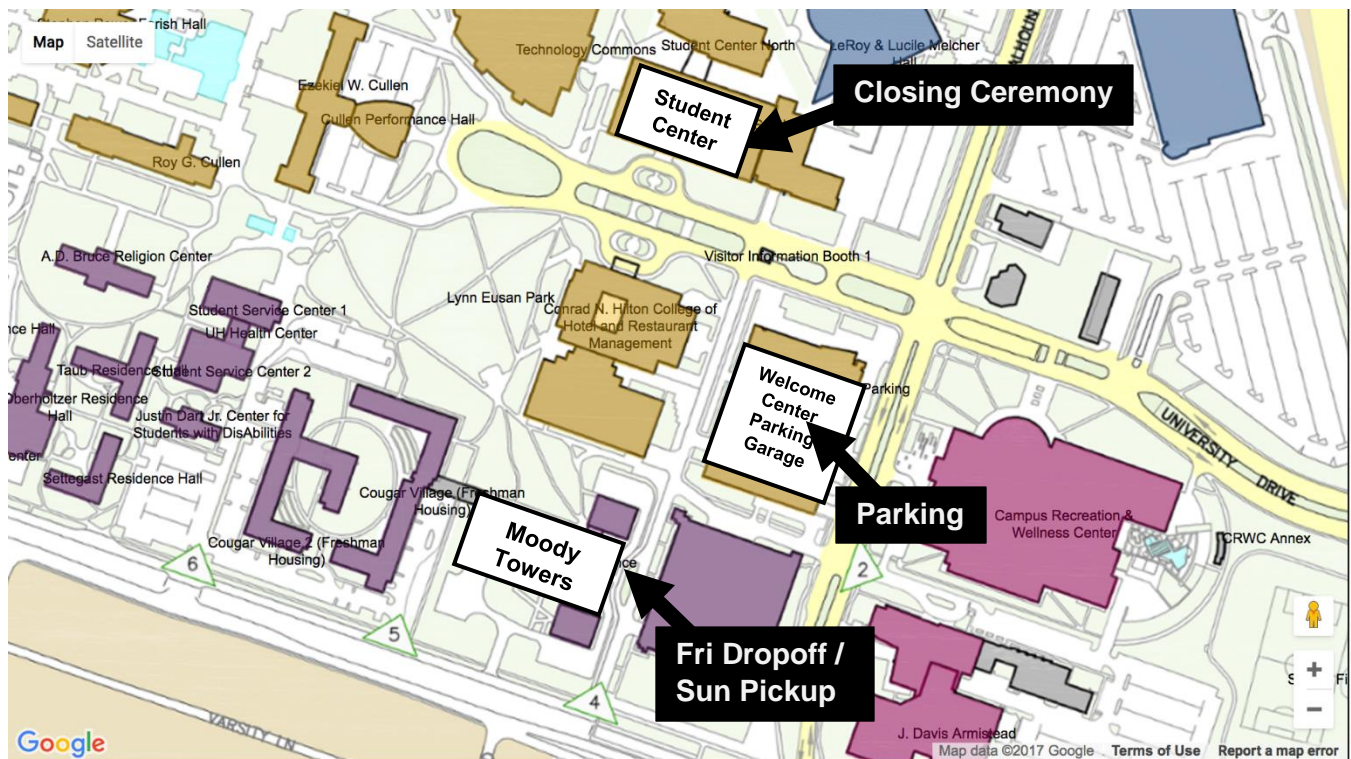 Parish Hall
Map
Satellite
Technology Commons
Student Center North
LeRoy & Lucile Melcher
Hall
Ezekiel W. Cullen
Cullen Performance Hall
Student
Center
Closing Ceremony
Roy G. Cullen
A.D. Bruce Religion Center
Visitor Information Booth 1
Lynn Eusan Park
Student Service Center 1
UH Health Center
Conrad N. Hilton College of
Hotel and Restaurant
Management
Taub Residence Hall
Student Service Center 2
Oberholtzer Residence
Hall
Justin Dart Jr. Center for
Students with DisAbilities
Welcome
Center
Parking
Garage
Parking
UNIVERSITY
DRIVE
Settegast Residence Hall
Cougar Village (Freshman
Housing)
Parking
Campus Recreation &
Wellness Center
Moody
Towers
Cougar Village 2 (Freshman
Housing)
CRWC Annex
6
2
5
Fri Dropoff /
Sun Pickup
4
VARSITY LN
J. Davis Armistead
Google
Map data ©2017 Google
Terms of Use
Report a map error